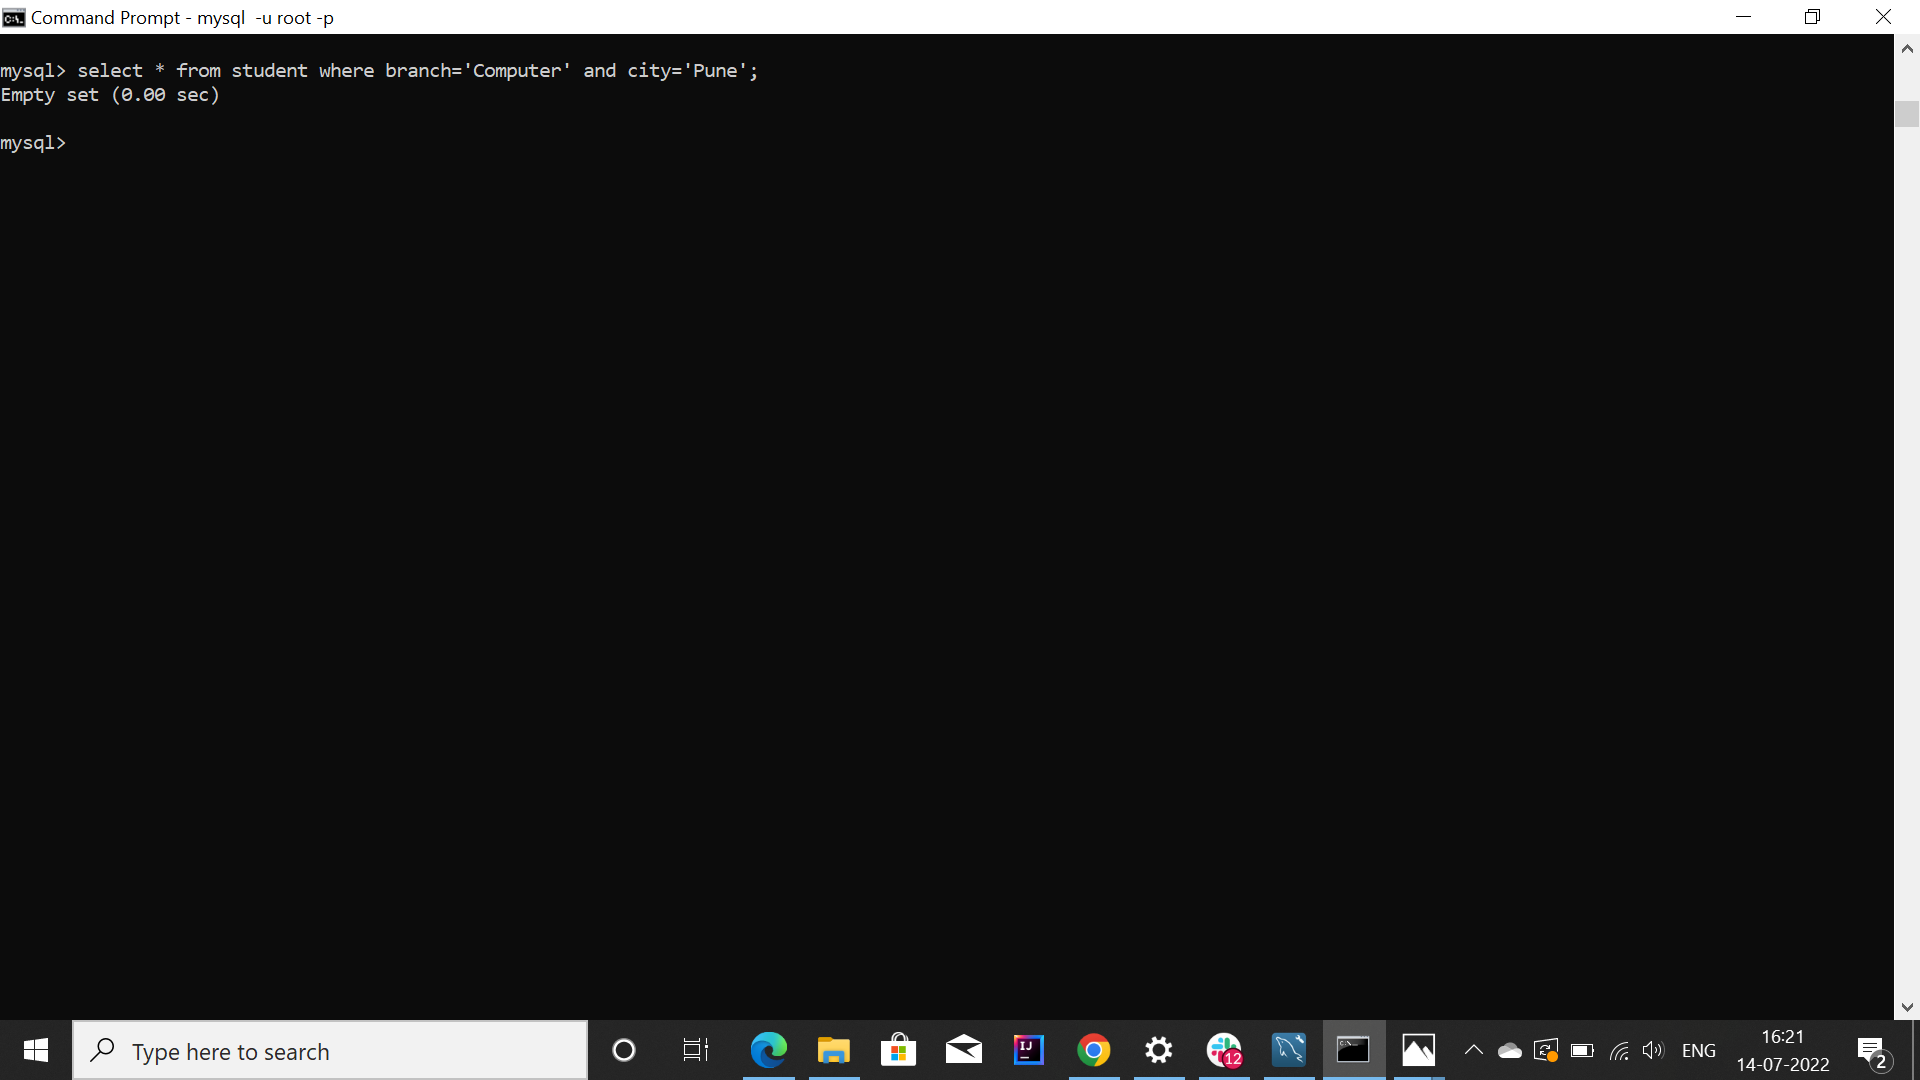 Command Prompt - mysql  -u root -p
mysql> select * from student where branch='Computer' and city='Pune';
Empty set (0.00 sec)
mysql>
Type here to search
IJ
12
ENG
16:21
14-07-2022
2